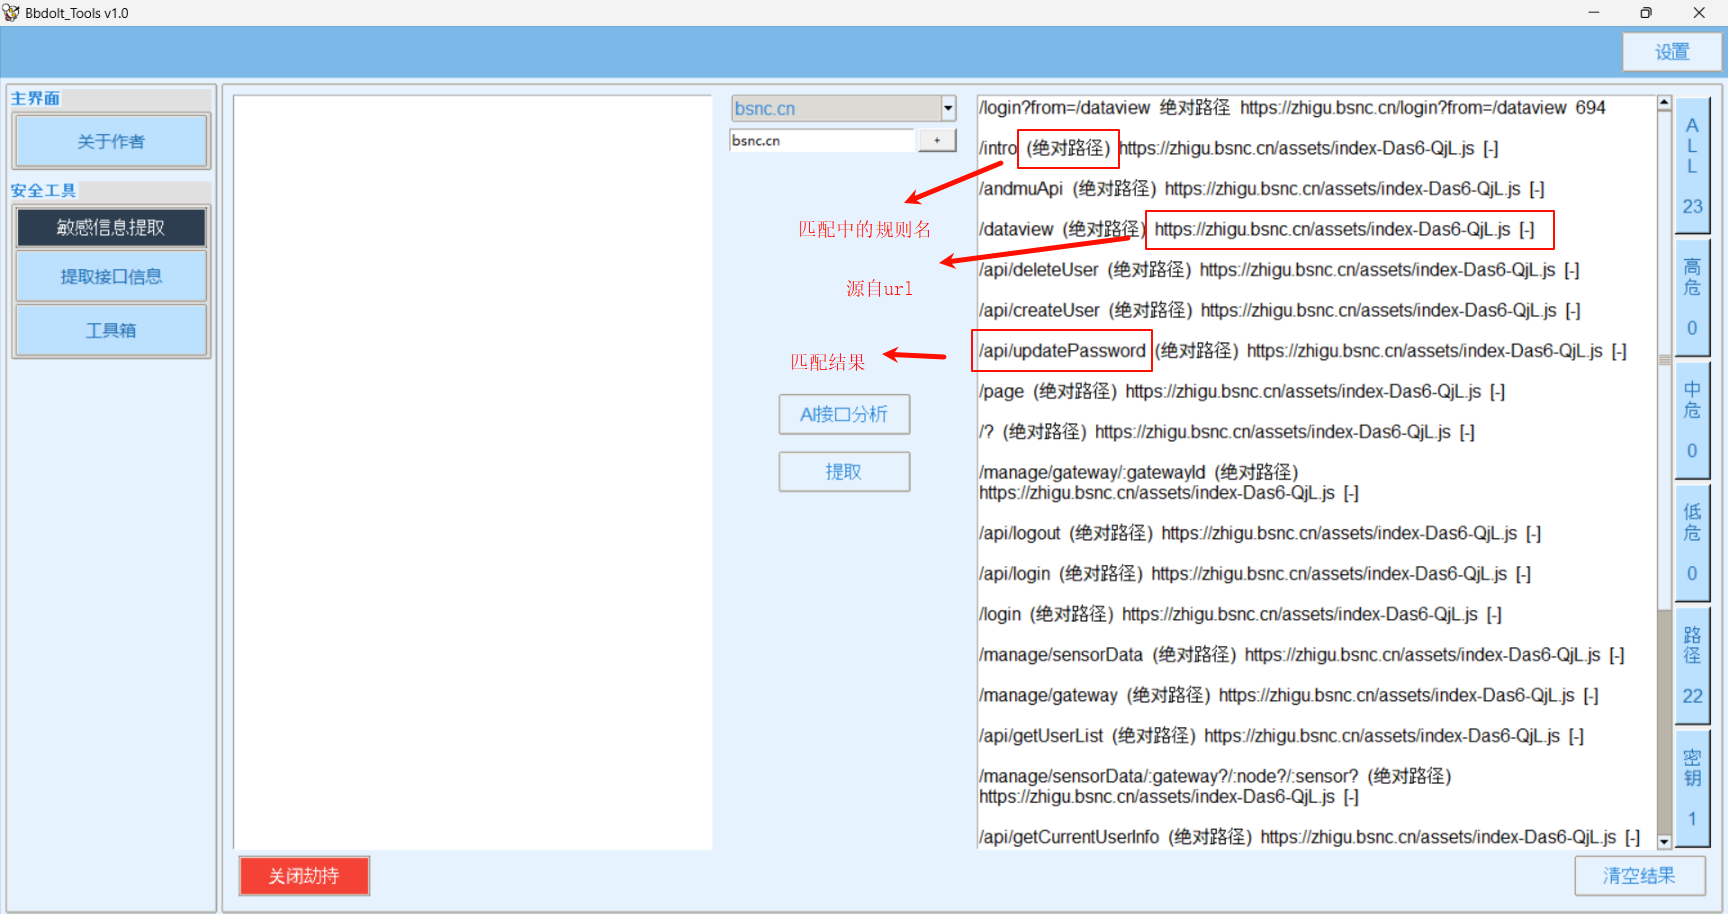 Bbdolt_Tools v1.0
设置
主界面
关于作者
安全工具
敏感信息提取
提取接口信息
工具箱
关闭劫持
bsnc.cn
bsnc.cn
+
匹配中的规则名
源自url
匹配结果
AI接口分析
提取
/login?from=/dataview 绝对路径 https://zhigu.bsnc.cn/login?from=/dataview 694
/intro (绝对路径) https://zhigu.bsnc.cn/assets/index-Das6-QjL.js [-]
/andmuApi (绝对路径) https://zhigu.bsnc.cn/assets/index-Das6-QjL.js [-]
/dataview (绝对路径) https://zhigu.bsnc.cn/assets/index-Das6-QjL.js [-]
/api/deleteUser (绝对路径) https://zhigu.bsnc.cn/assets/index-Das6-QjL.js [-]
/api/createUser (绝对路径) https://zhigu.bsnc.cn/assets/index-Das6-QjL.js [-]
/api/updatePassword (绝对路径) https://zhigu.bsnc.cn/assets/index-Das6-QjL.js [-]
/page (绝对路径) https://zhigu.bsnc.cn/assets/index-Das6-QjL.js [-]
/? (绝对路径) https://zhigu.bsnc.cn/assets/index-Das6-QjL.js [-]
/manage/gateway/:gatewayId (绝对路径)
https://zhigu.bsnc.cn/assets/index-Das6-QjL.js [-]
/api/logout (绝对路径) https://zhigu.bsnc.cn/assets/index-Das6-QjL.js [-]
/api/login (绝对路径) https://zhigu.bsnc.cn/assets/index-Das6-QjL.js [-]
/login (绝对路径) https://zhigu.bsnc.cn/assets/index-Das6-QjL.js [-]
/manage/sensorData (绝对路径) https://zhigu.bsnc.cn/assets/index-Das6-QjL.js [-]
/manage/gateway (绝对路径) https://zhigu.bsnc.cn/assets/index-Das6-QjL.js [-]
/api/getUserList (绝对路径) https://zhigu.bsnc.cn/assets/index-Das6-QjL.js [-]
/manage/sensorData/:gateway?/:node?/:sensor? (绝对路径)
https://zhigu.bsnc.cn/assets/index-Das6-QjL.js [-]
/api/getCurrentUserInfo (绝对路径) https://zhigu.bsnc.cn/assets/index-Das6-QjL.js [-]
ALL
23
高危
0
中危
0
低危
0
路径
22
密钥
1
清空结果